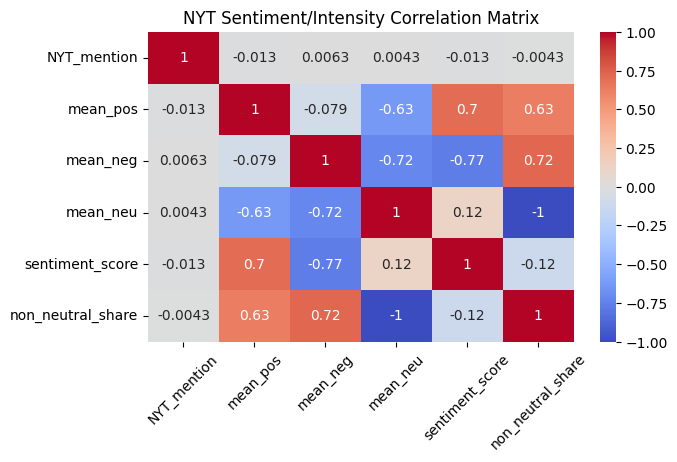 NYT Sentiment/Intensity Correlation Matrix
NYT_mention 1 -0.013 0.0063 0.0043 -0.013 -0.0043
mean_pos -0.013 1 -0.079 -0.63 0.7 0.63
mean_neg 0.0063 -0.079 1 -0.72 -0.77 0.72
mean_neu 0.0043 -0.63 -0.72 1 0.12 -1
sentiment_score -0.013 0.7 -0.77 0.12 1 -0.12
non_neutral_share -0.0043 0.63 0.72 -1 -0.12 1
NYT_mention mean_pos mean_neg mean_neu sentiment_score non_neutral_share
1.00
0.75
0.50
0.25
0.00
−0.25
−0.50
−0.75
−1.00